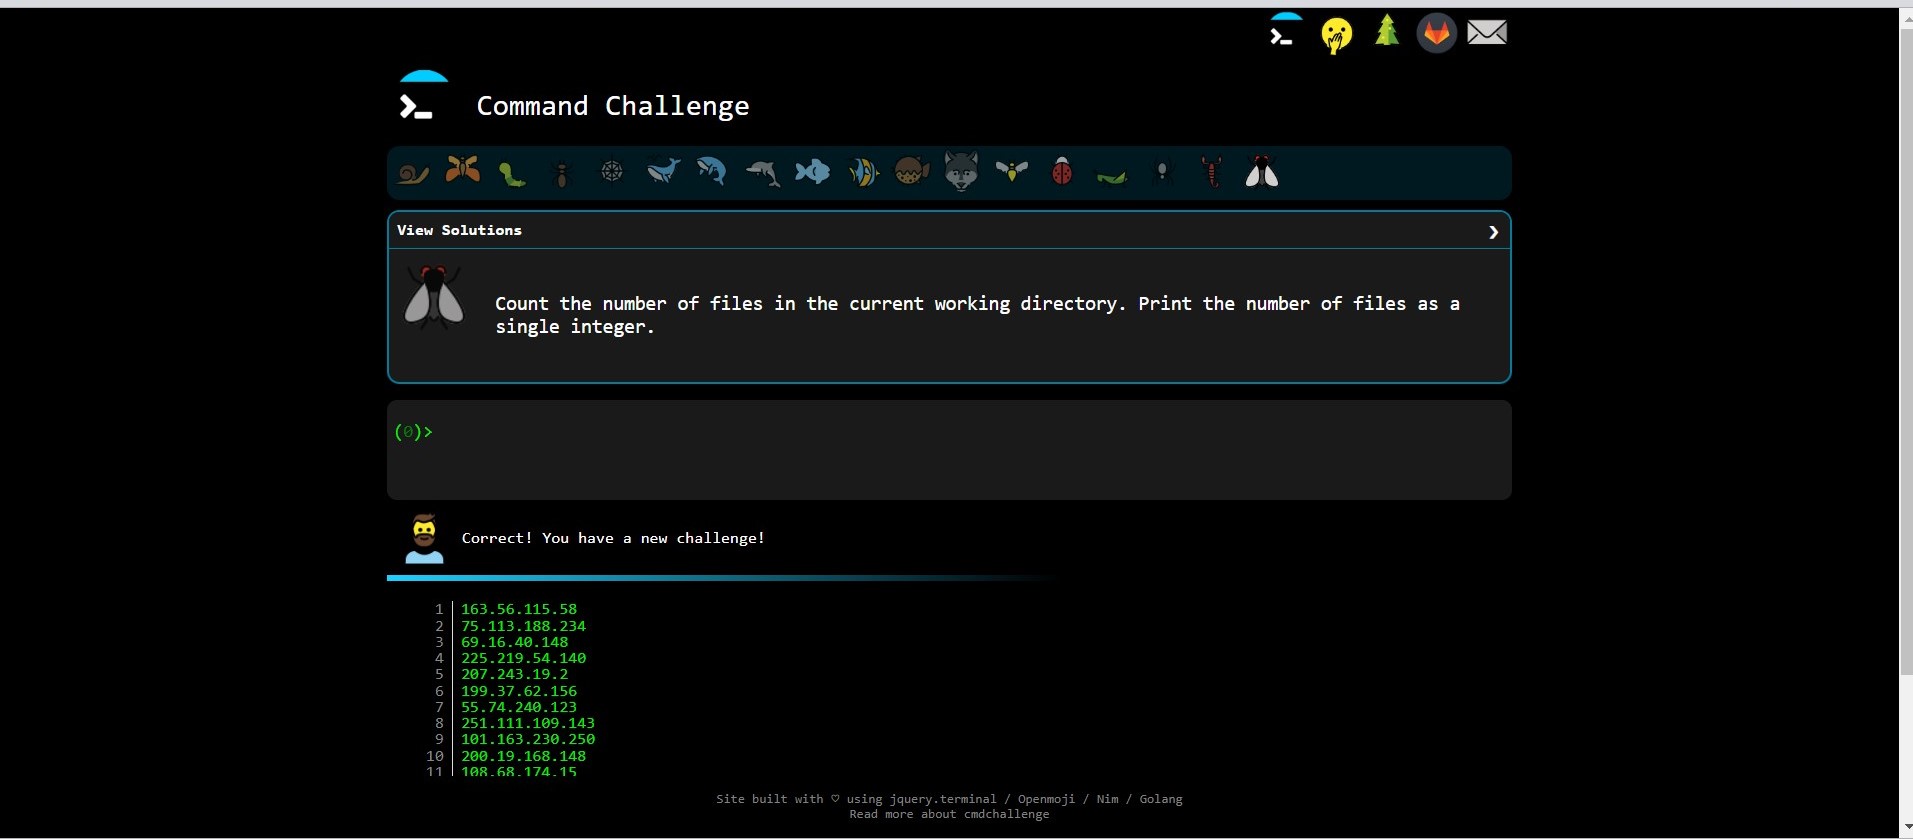 Command Challenge
View Solutions
Count the number of files in the current working directory. Print the number of files as a
single integer.
(0)>
Correct! You have a new challenge!
1 163.56.115.58
2 75.113.188.234
3 69.16.40.148
4 225.219.54.140
5 207.243.19.2
6 199.37.62.156
7 55.74.240.123
8 251.111.109.143
9 101.163.230.250
10 200.19.168.148
11 108.68.174.15
Site built with ♡ using jquery.terminal / Openmoji / Nim / Golang
Read more about cmdchallenge